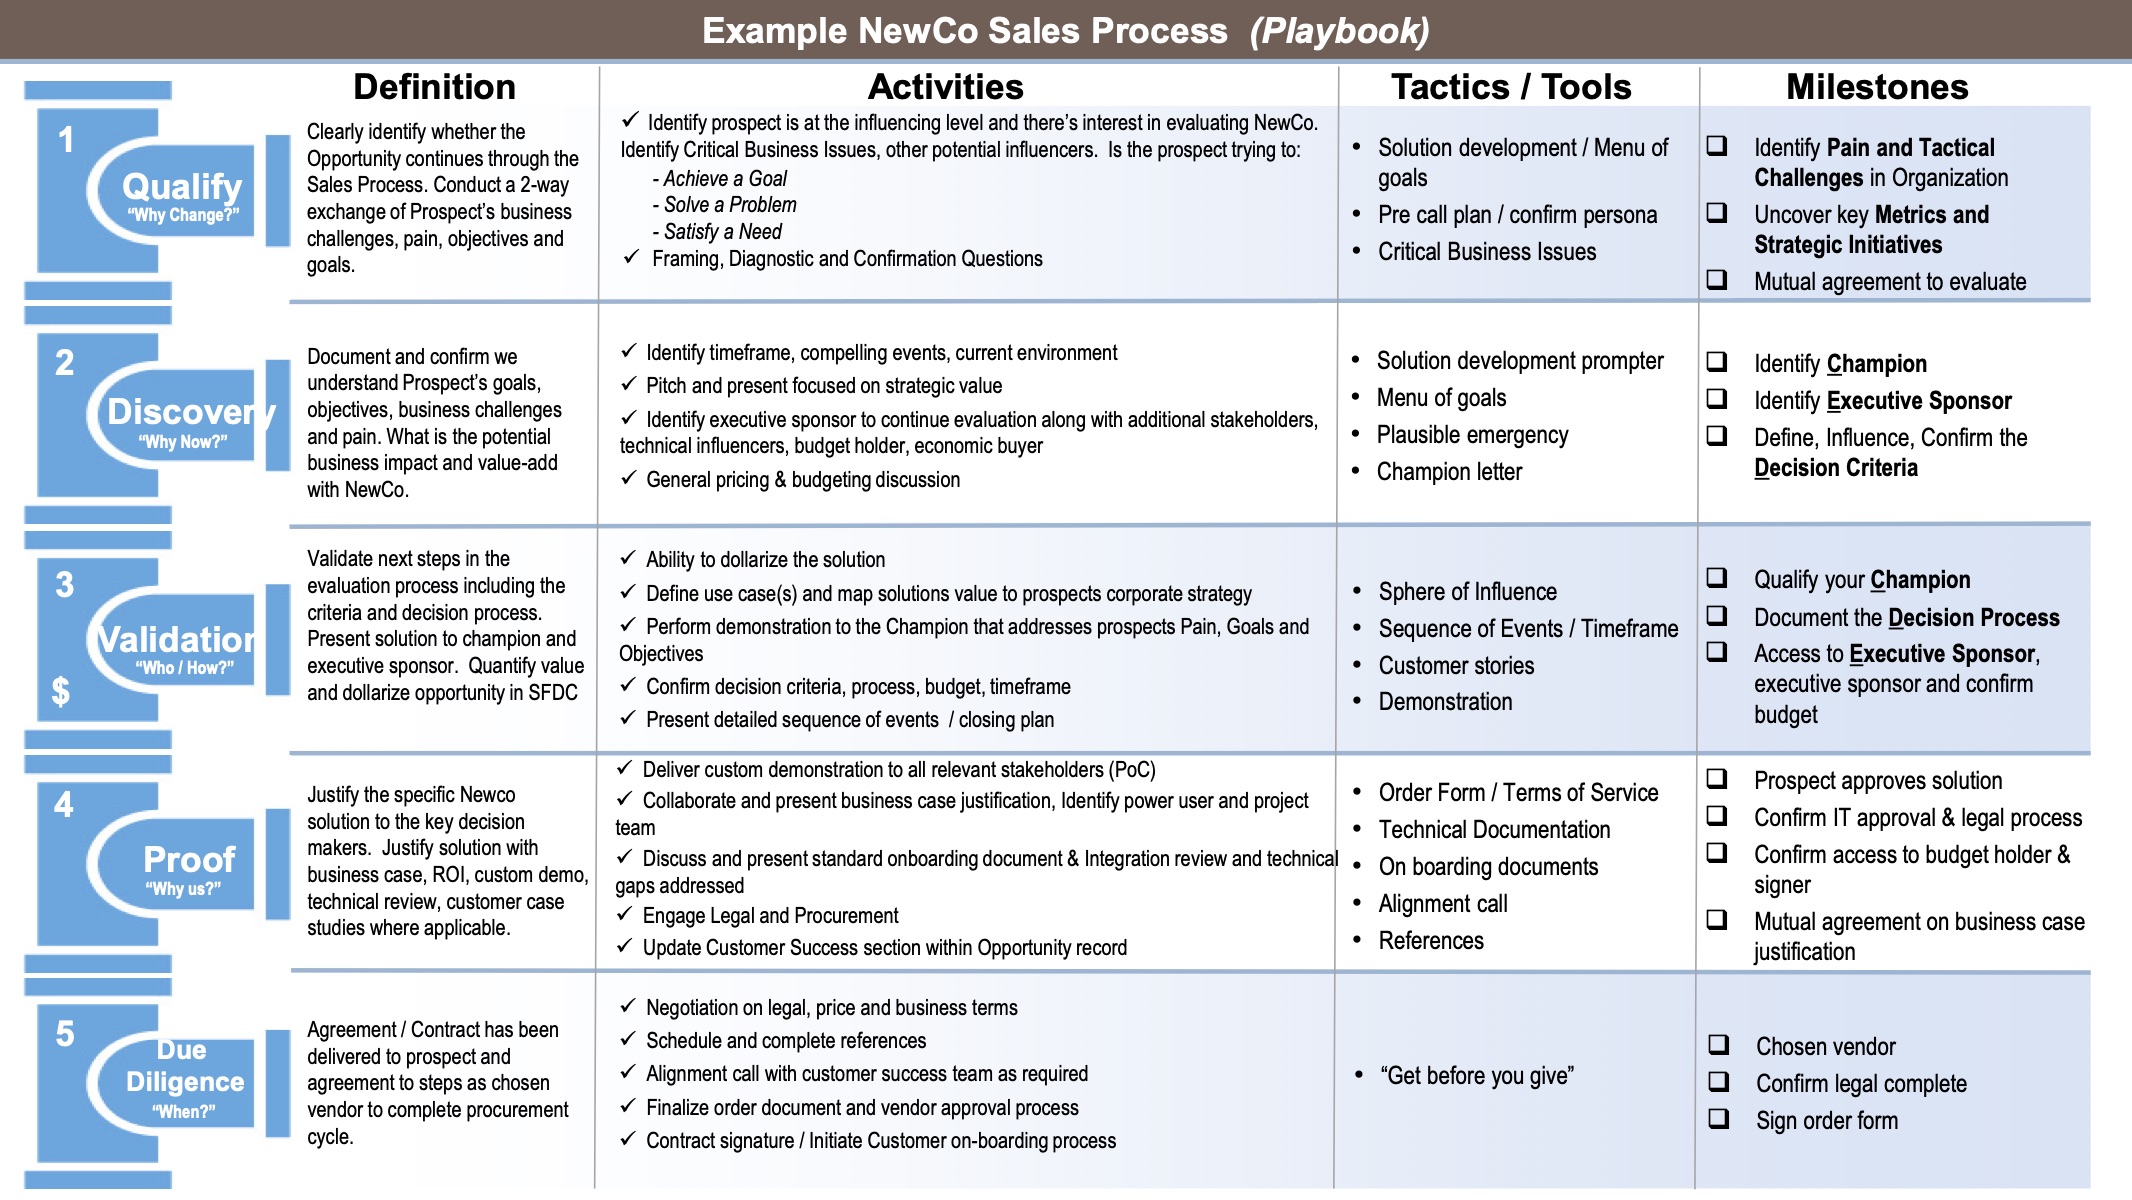 Example NewCo Sales Process (Playbook)
Definition
Activities
Tactics / Tools
Milestones
1
Qualify
“Why Change?”
Clearly identify whether the
Opportunity continues through the
Sales Process. Conduct a 2-way
exchange of Prospect’s business
challenges, pain, objectives and
goals.
✓ Identify prospect is at the influencing level and there’s interest in evaluating NewCo.
Identify Critical Business Issues, other potential influencers. Is the prospect trying to:
- Achieve a Goal
- Solve a Problem
- Satisfy a Need
✓ Framing, Diagnostic and Confirmation Questions
• Solution development / Menu of
goals
• Pre call plan / confirm persona
• Critical Business Issues
❑ Identify Pain and Tactical
Challenges in Organization
❑ Uncover key Metrics and
Strategic Initiatives
❑ Mutual agreement to evaluate
2
Discovery
“Why Now?”
Document and confirm we
understand Prospect’s goals,
objectives, business challenges
and pain. What is the potential
business impact and value-add
with NewCo.
✓ Identify timeframe, compelling events, current environment
✓ Pitch and present focused on strategic value
✓ Identify executive sponsor to continue evaluation along with additional stakeholders,
technical influencers, budget holder, economic buyer
✓ General pricing & budgeting discussion
• Solution development prompter
• Menu of goals
• Plausible emergency
• Champion letter
❑ Identify Champion
❑ Identify Executive Sponsor
❑ Define, Influence, Confirm the
Decision Criteria
3
Validation
“Who / How?”
$
Validate next steps in the
evaluation process including the
criteria and decision process.
Present solution to champion and
executive sponsor. Quantify value
and dollarize opportunity in SFDC
✓ Ability to dollarize the solution
✓ Define use case(s) and map solutions value to prospects corporate strategy
✓ Perform demonstration to the Champion that addresses prospects Pain, Goals and
Objectives
✓ Confirm decision criteria, process, budget, timeframe
✓ Present detailed sequence of events / closing plan
• Sphere of Influence
• Sequence of Events / Timeframe
• Customer stories
• Demonstration
❑ Qualify your Champion
❑ Document the Decision Process
❑ Access to Executive Sponsor,
executive sponsor and confirm
budget
4
Proof
“Why us?”
Justify the specific Newco
solution to the key decision
makers. Justify solution with
business case, ROI, custom demo,
technical review, customer case
studies where applicable.
✓ Deliver custom demonstration to all relevant stakeholders (PoC)
✓ Collaborate and present business case justification, Identify power user and project
team
✓ Discuss and present standard onboarding document & Integration review and technical
gaps addressed
✓ Engage Legal and Procurement
✓ Update Customer Success section within Opportunity record
• Order Form / Terms of Service
• Technical Documentation
• On boarding documents
• Alignment call
• References
❑ Prospect approves solution
❑ Confirm IT approval & legal process
❑ Confirm access to budget holder &
signer
❑ Mutual agreement on business case
justification
5
Due
Diligence
“When?”
Agreement / Contract has been
delivered to prospect and
agreement to steps as chosen
vendor to complete procurement
cycle.
✓ Negotiation on legal, price and business terms
✓ Schedule and complete references
✓ Alignment call with customer success team as required
✓ Finalize order document and vendor approval process
✓ Contract signature / Initiate Customer on-boarding process
• “Get before you give”
❑ Chosen vendor
❑ Confirm legal complete
❑ Sign order form